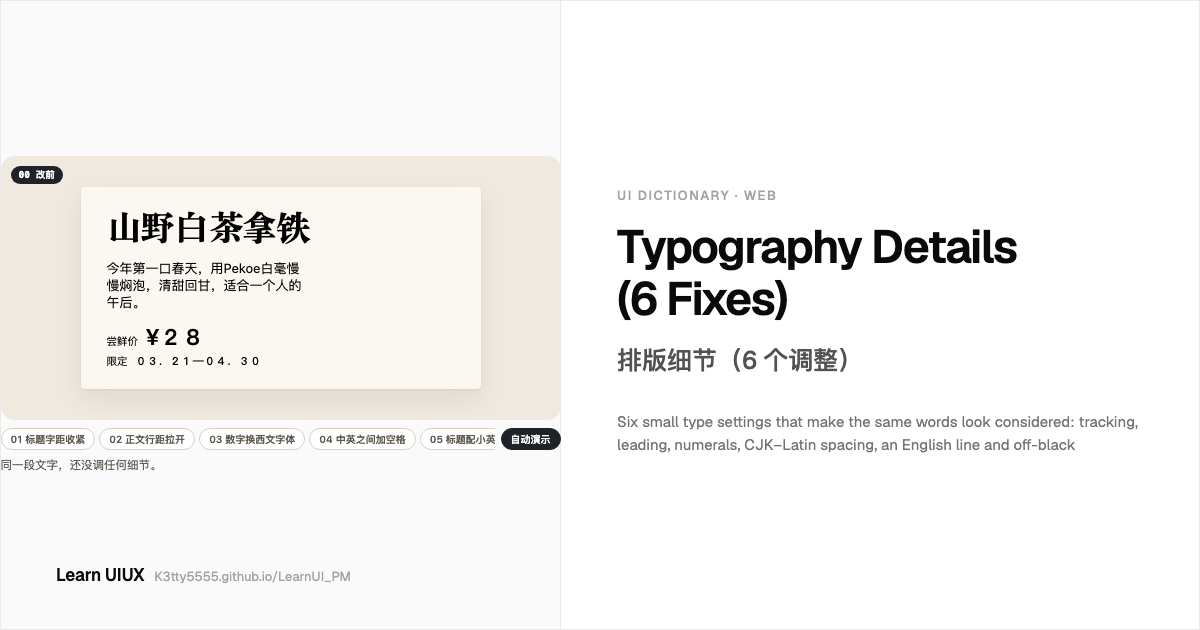 00 改前
山野白茶拿铁
今年第一口春天，用Pekoe白毫慢
慢焖泡，清甜回甘，适合一个人的
午后。
尝鲜价 ¥28
限定 03.21—04.30
01 标题字距收紧
02 正文行距拉开
03 数字换西文字体
04 中英之间加空格
05 标题配小英
自动演示
同一段文字，还没调任何细节。
Learn UIUX K3tty5555.github.io/LearnUI_PM
UI DICTIONARY · WEB
Typography Details
(6 Fixes)
排版细节（6 个调整）
Six small type settings that make the same words look considered: tracking,
leading, numerals, CJK–Latin spacing, an English line and off-black